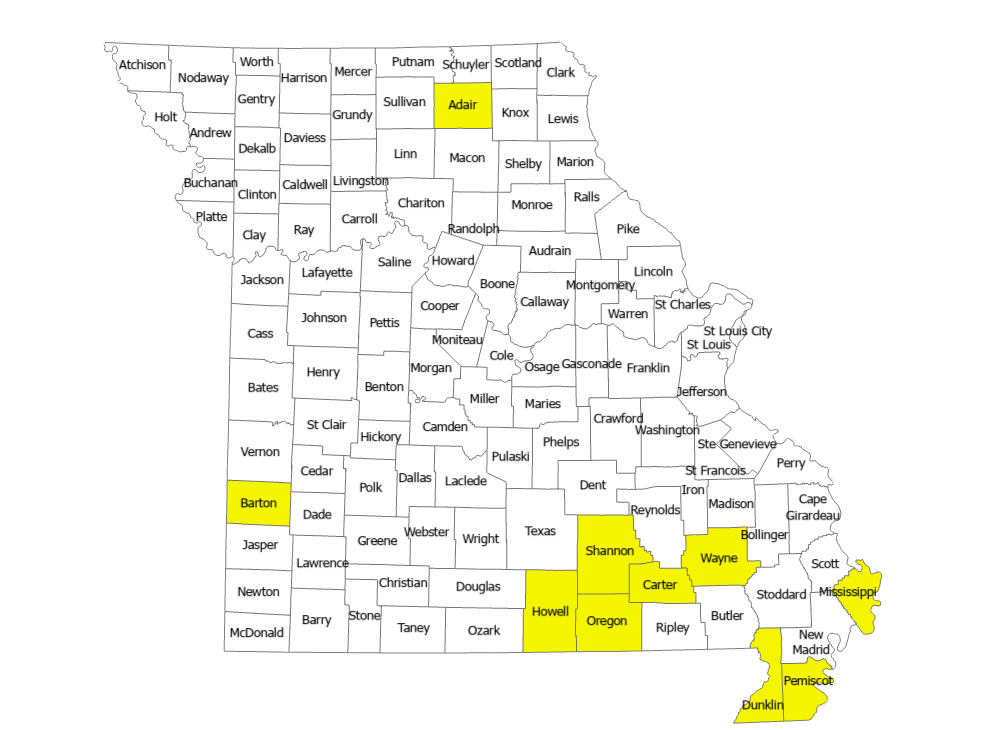 Atchison
Nodaway
Worth
Harrison
Mercer
Putnam
Schuyler
Scotland
Clark
Holt
Gentry
Grundy
Sullivan
Adair
Knox
Lewis
Andrew
Dekalb
Daviess
Linn
Macon
Shelby
Marion
Buchanan
Clinton
Caldwell
Livingston
Chariton
Monroe
Ralls
Platte
Clay
Ray
Carroll
Randolph
Pike
Audrain
Jackson
Lafayette
Saline
Howard
Boone
Callaway
Montgomery
Lincoln
Cooper
Warren
St Charles
Cass
Johnson
Pettis
Moniteau
Cole
St Louis City
St Louis
Bates
Henry
Benton
Morgan
Miller
Osage
Gasconade
Franklin
Jefferson
Maries
Camden
St Clair
Hickory
Phelps
Crawford
Washington
Ste Genevieve
Vernon
Cedar
Polk
Dallas
Laclede
Pulaski
Dent
St Francois
Perry
Iron
Barton
Dade
Greene
Webster
Wright
Texas
Reynolds
Madison
Bollinger
Cape
Girardeau
Jasper
Lawrence
Christian
Douglas
Shannon
Wayne
Scott
Newton
Carter
Stoddard
Mississippi
McDonald
Barry
Stone
Taney
Ozark
Howell
Oregon
Ripley
Butler
New
Madrid
Dunklin
Pemiscot